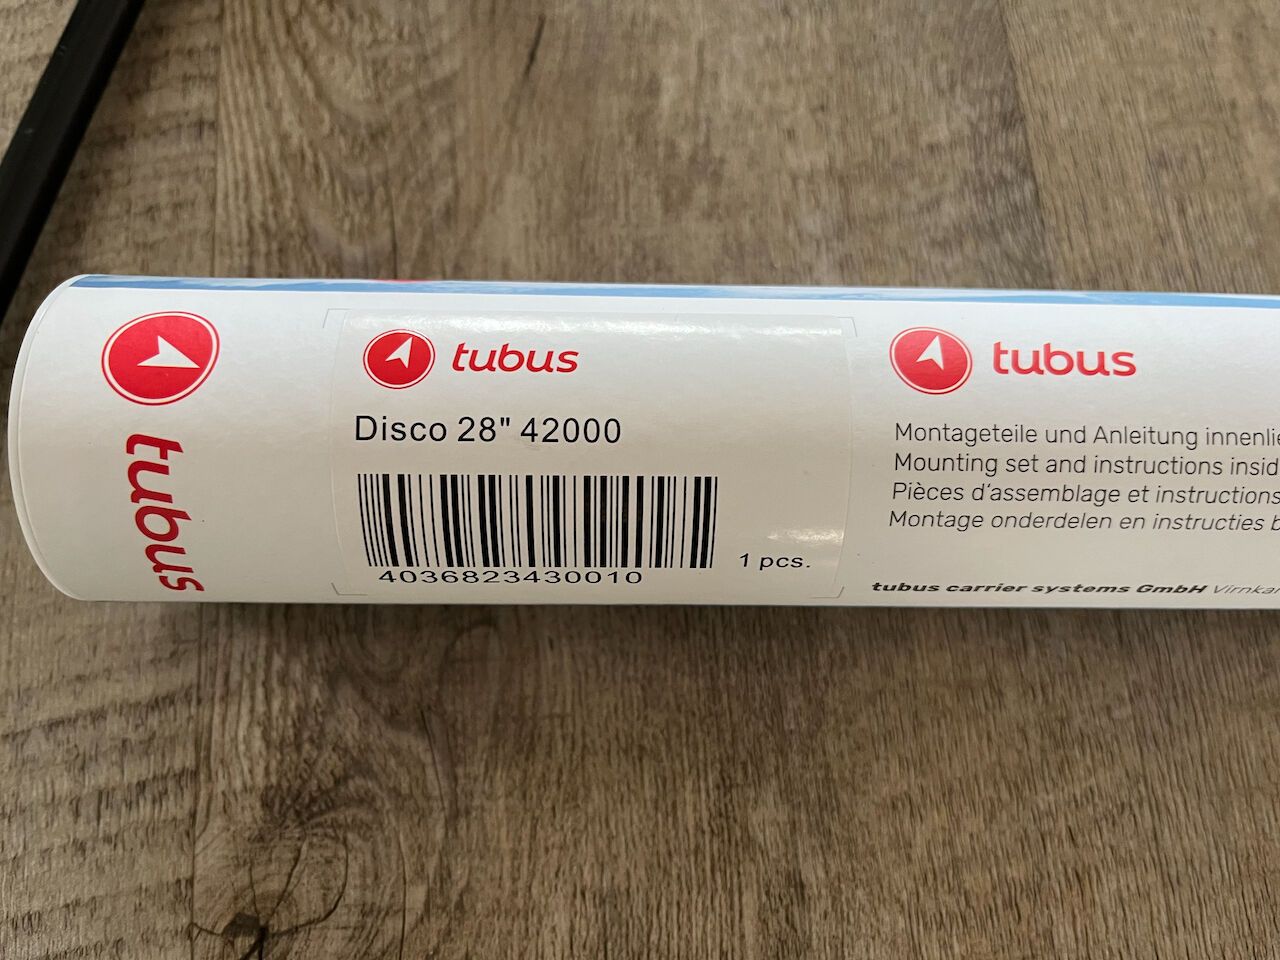 tubus
tubus
Disco 28" 42000
4036823430010
1 pcs.
tubus
Montageteile und Anleitung
Mounting set and instructions
Pièces d'assemblage et instructions
Montage onderdelen en instructies
tubus carrier systems GmbH